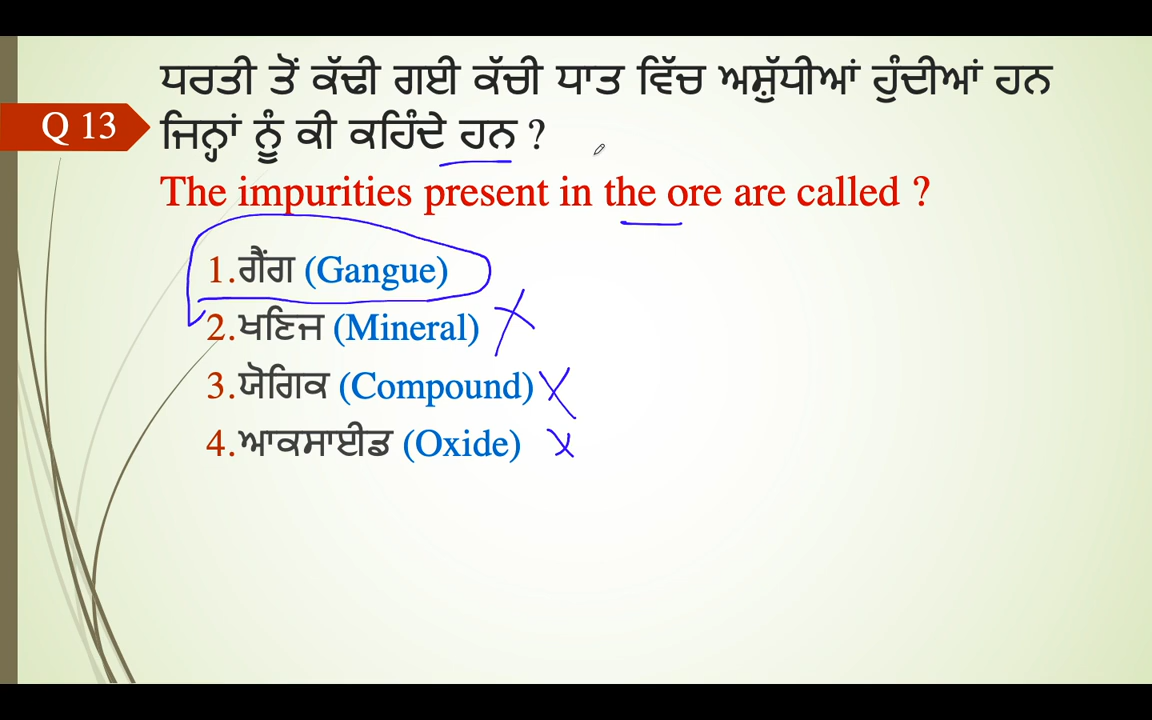 ਧਰਤੀ ਤੋਂ ਕੱਢੀ ਗਈ ਕੱਚੀ ਧਾਤ ਵਿੱਚ ਅਸ਼ੁੱਧੀਆਂ ਹੁੰਦੀਆਂ ਹਨ
Q 13
ਜਿਨ੍ਹਾਂ ਨੂੰ ਕੀ ਕਹਿੰਦੇ ਹਨ ?
The impurities present in the ore are called ?
1.ਗੈਂਗ (Gangue)
2.ਖਣਿਜ (Mineral)
3.ਯੋਗਿਕ (Compound)
4.ਆਕਸਾਈਡ (Oxide)